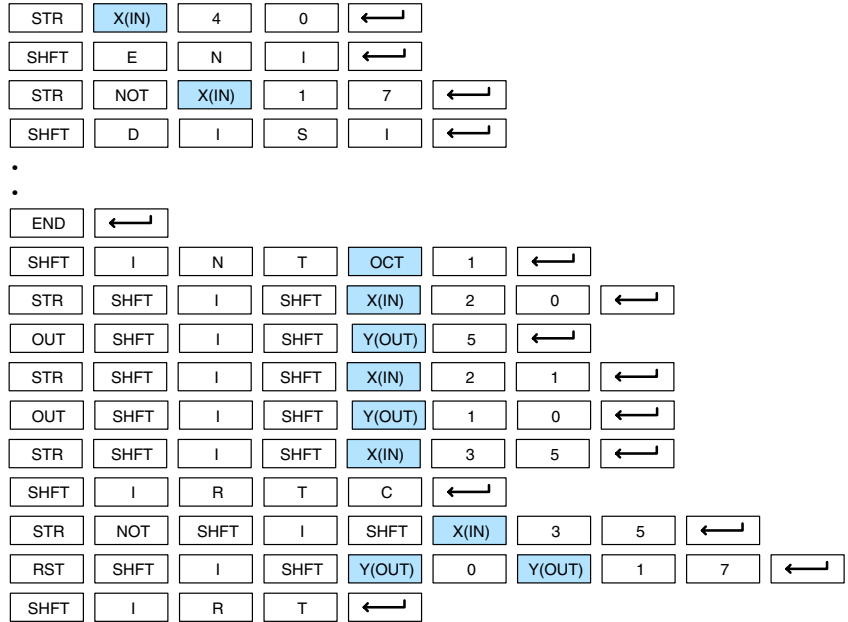 STR X(IN) 4 0
SHFT E N I
STR NOT X(IN) 1 7
SHFT D I S I
•
•
END
SHFT I N T OCT 1
STR SHFT I SHFT X(IN) 2 0
OUT SHFT I SHFT Y(OUT) 5
STR SHFT I SHFT X(IN) 2 1
OUT SHFT I SHFT Y(OUT) 1 0
STR SHFT I SHFT X(IN) 3 5
SHFT I R T C
STR NOT SHFT I SHFT X(IN) 3 5
RST SHFT I SHFT Y(OUT) 0 Y(OUT) 1 7
SHFT I R T